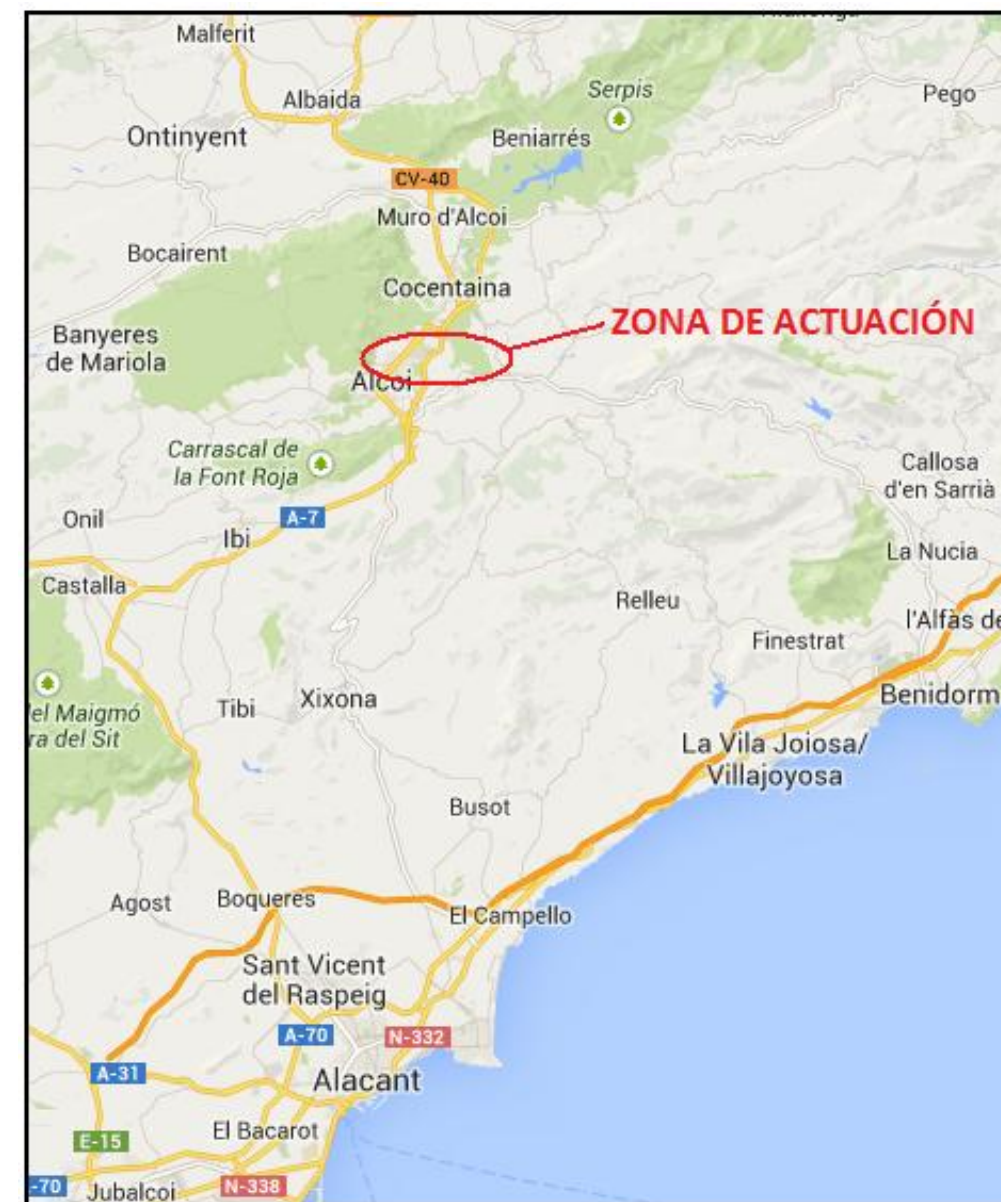 Malferit
Serpis
Pego
Albaida
Ontinyent
Beniarrés
CV-40
Muro d'Alcoi
Bocairent
Cocentaina
ZONA DE ACTUACIÓN
Banyeres
de Mariola
Alcoi
Carrascal de
la Font Roja
Callosa
d'en Sarrià
Onil
A-7
Ibi
La Nucia
Castalla
Relleu
l'Alfàs de
Finestrat
el Maigmó
ra del Sit
Tibi
Xixona
Benidorm
La Vila Joiosa/
Villajoyosa
Busot
Agost
Boqueres
El Campello
Sant Vicent
del Raspeig
A-70
N-332
A-31
Alacant
E-15
El Bacarot
-70
Jubalcoi
N-338